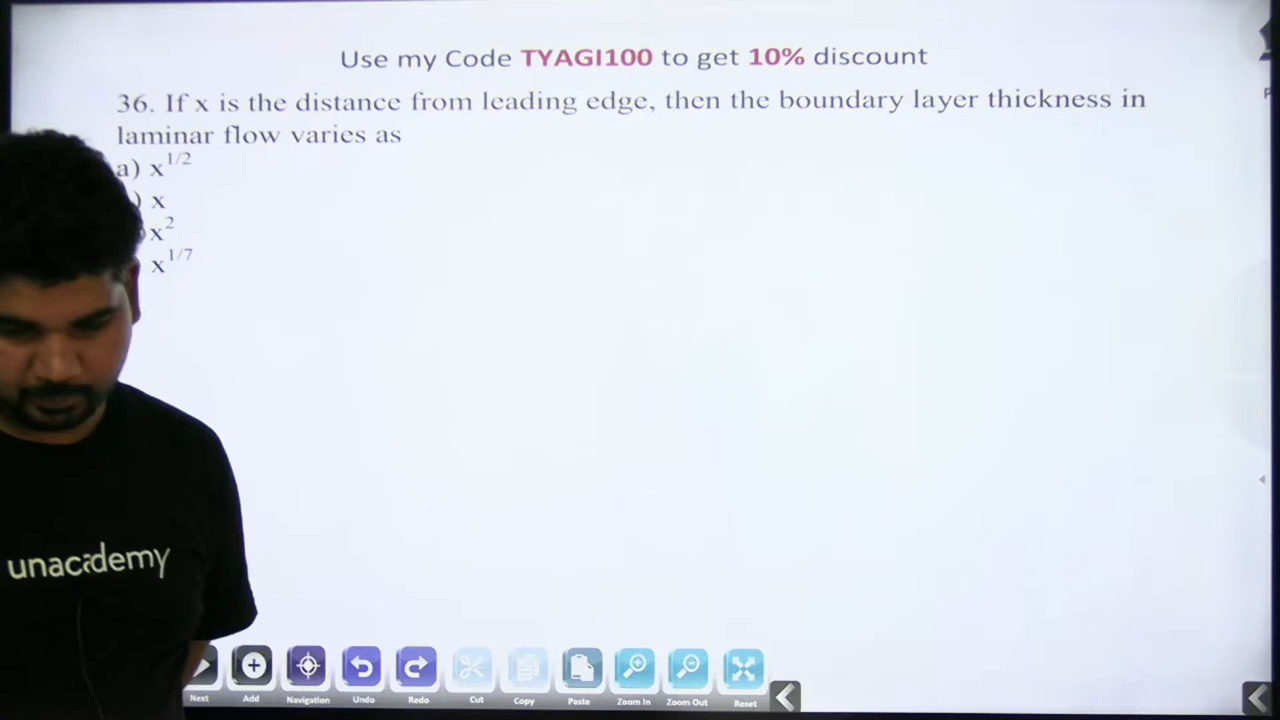 Use my Code TYAGI100 to get 10% discount
36. If x is the distance from leading edge, then the boundary layer thickness in
laminar flow varies as
a) x^1/2
) x
x^2
x^1/7
unacademy
Next Add Navigation Undo Redo Cut Copy Paste Zoom In Zoom Out Reset